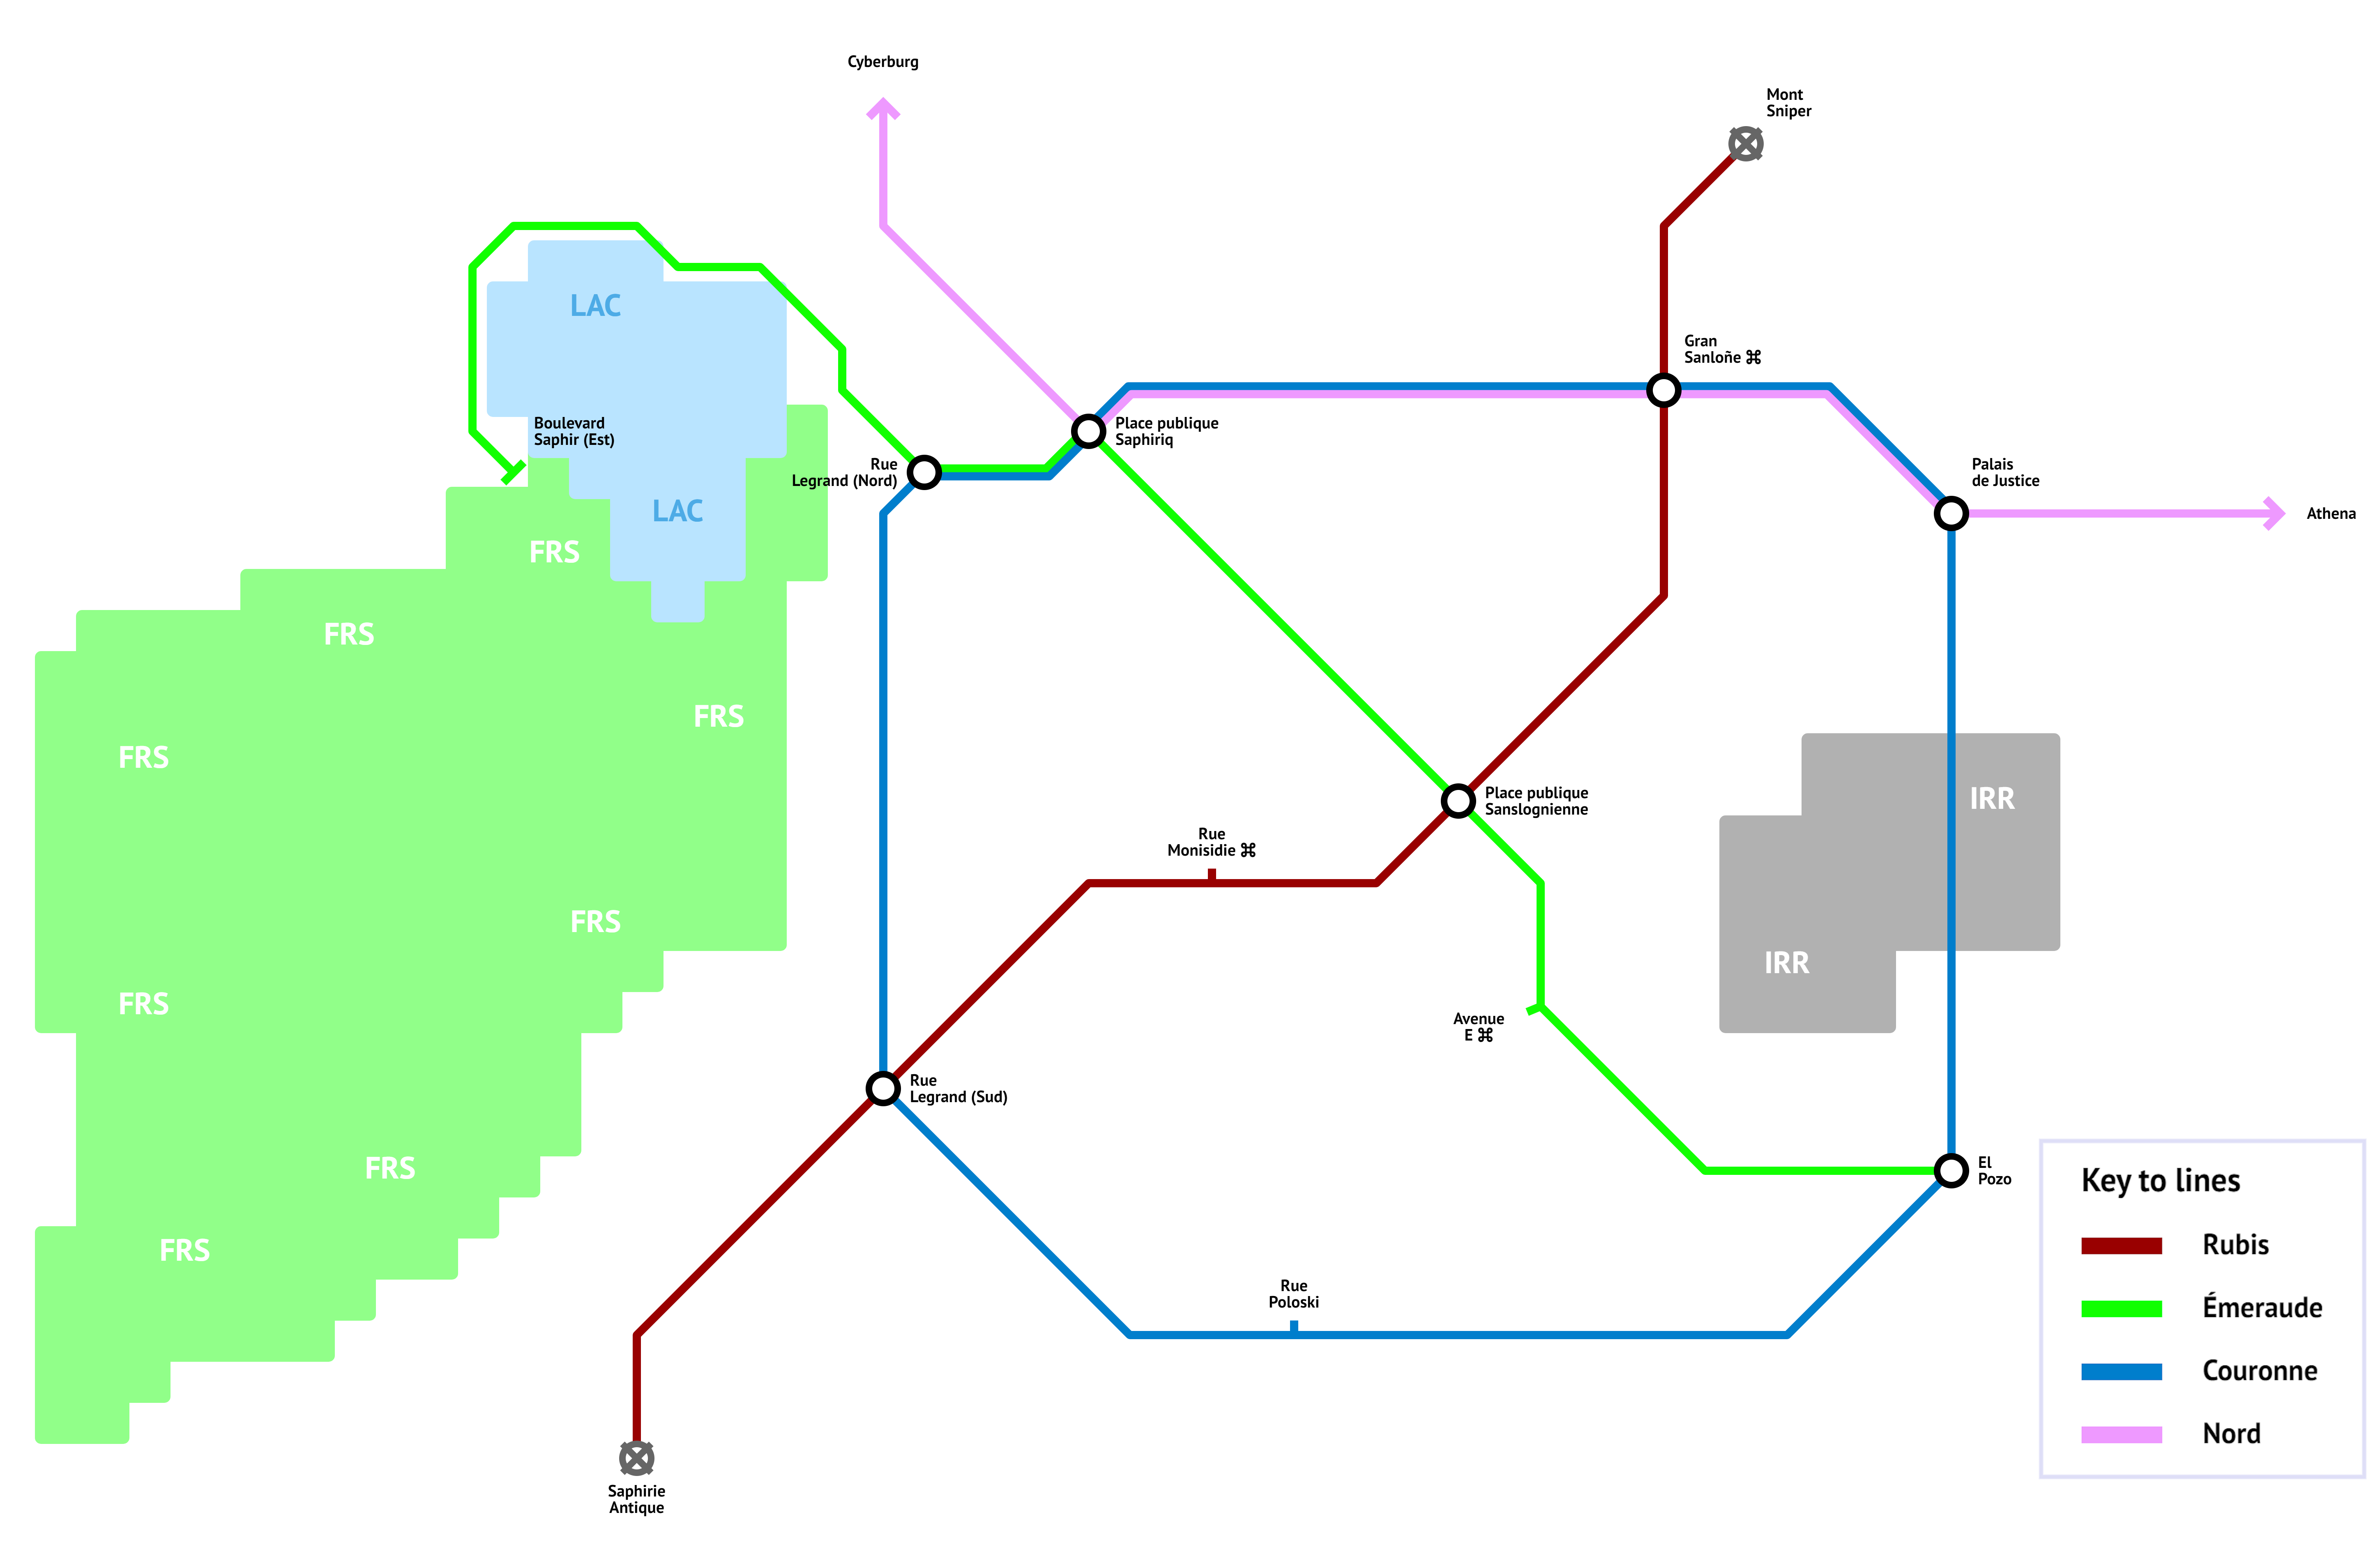 Cyberburg
Mont
Sniper
LAC
Gran
Sanloñe ⌘
Boulevard
Saphir (Est)
Place publique
Saphiriq
Rue
Legrand (Nord)
Palais
de Justice
LAC
Athena
FRS
FRS
FRS
FRS
Place publique
Sanslognienne
IRR
Rue
Monisidie ⌘
FRS
IRR
FRS
Avenue
E ⌘
Rue
Legrand (Sud)
FRS
El
Pozo
FRS
Rue
Poloski
Saphirie
Antique
Key to lines
Rubis
Émeraude
Couronne
Nord